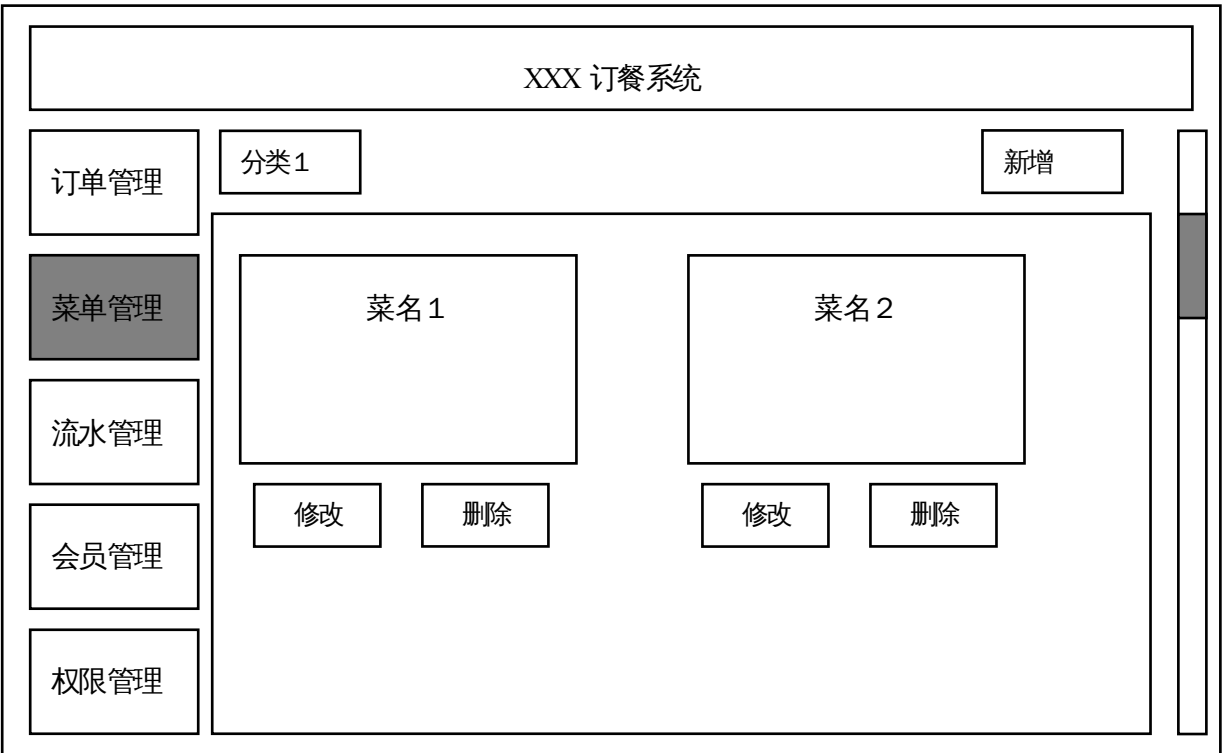 XXX 订餐系统
订单管理
分类１
新增
菜单管理
菜名１
菜名２
流水管理
修改
删除
修改
删除
会员管理
权限管理